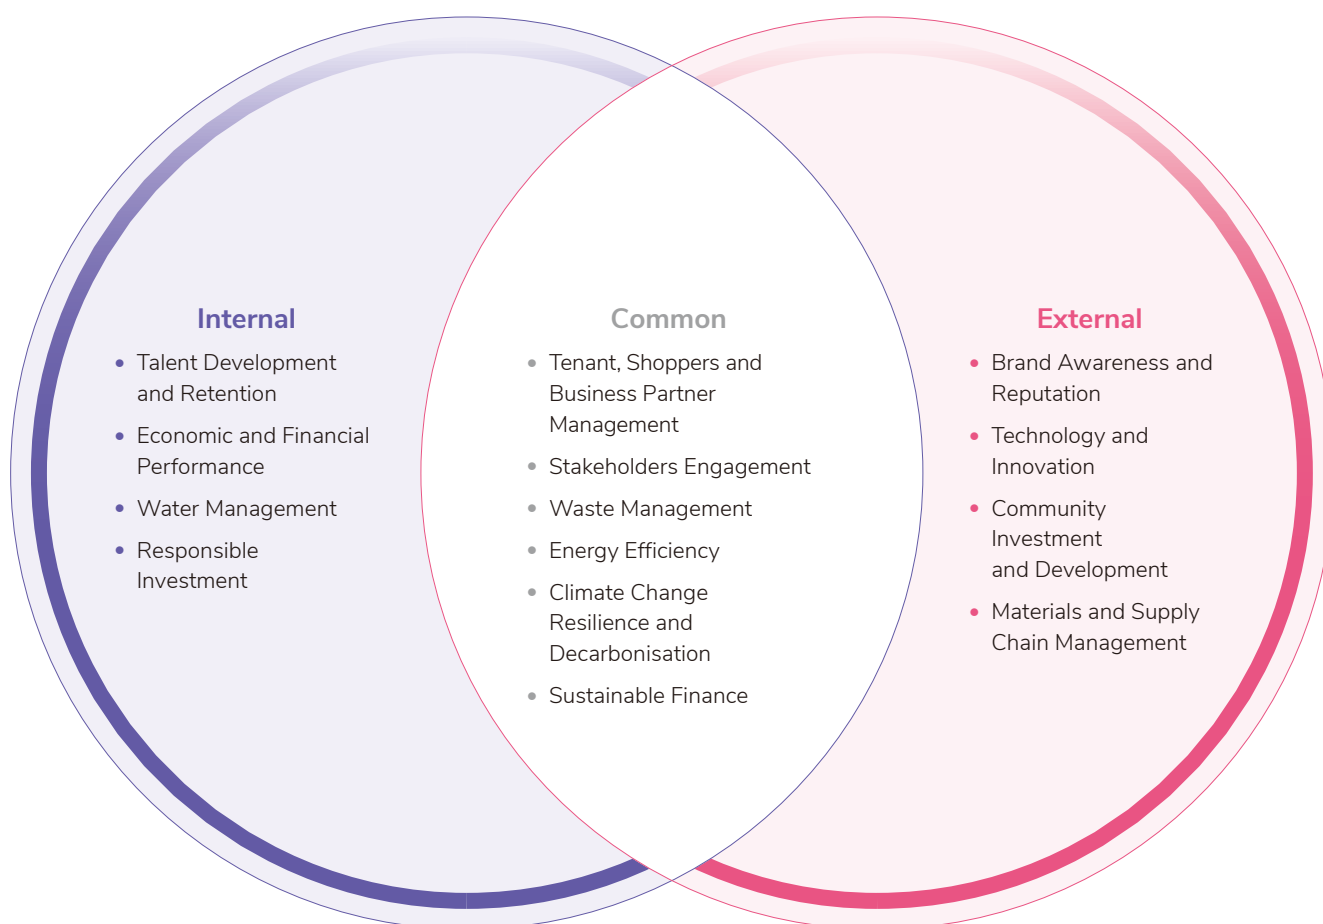 Internal
• Talent Development
and Retention
• Economic and Financial
Performance
• Water Management
• Responsible
Investment
Common
• Tenant, Shoppers and
Business Partner
Management
• Stakeholders Engagement
• Waste Management
• Energy Efficiency
• Climate Change
Resilience and
Decarbonisation
• Sustainable Finance
External
• Brand Awareness and
Reputation
• Technology and
Innovation
• Community
Investment
and Development
• Materials and Supply
Chain Management